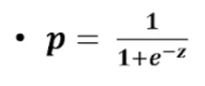 • p = 1 / 1+e^{-z}